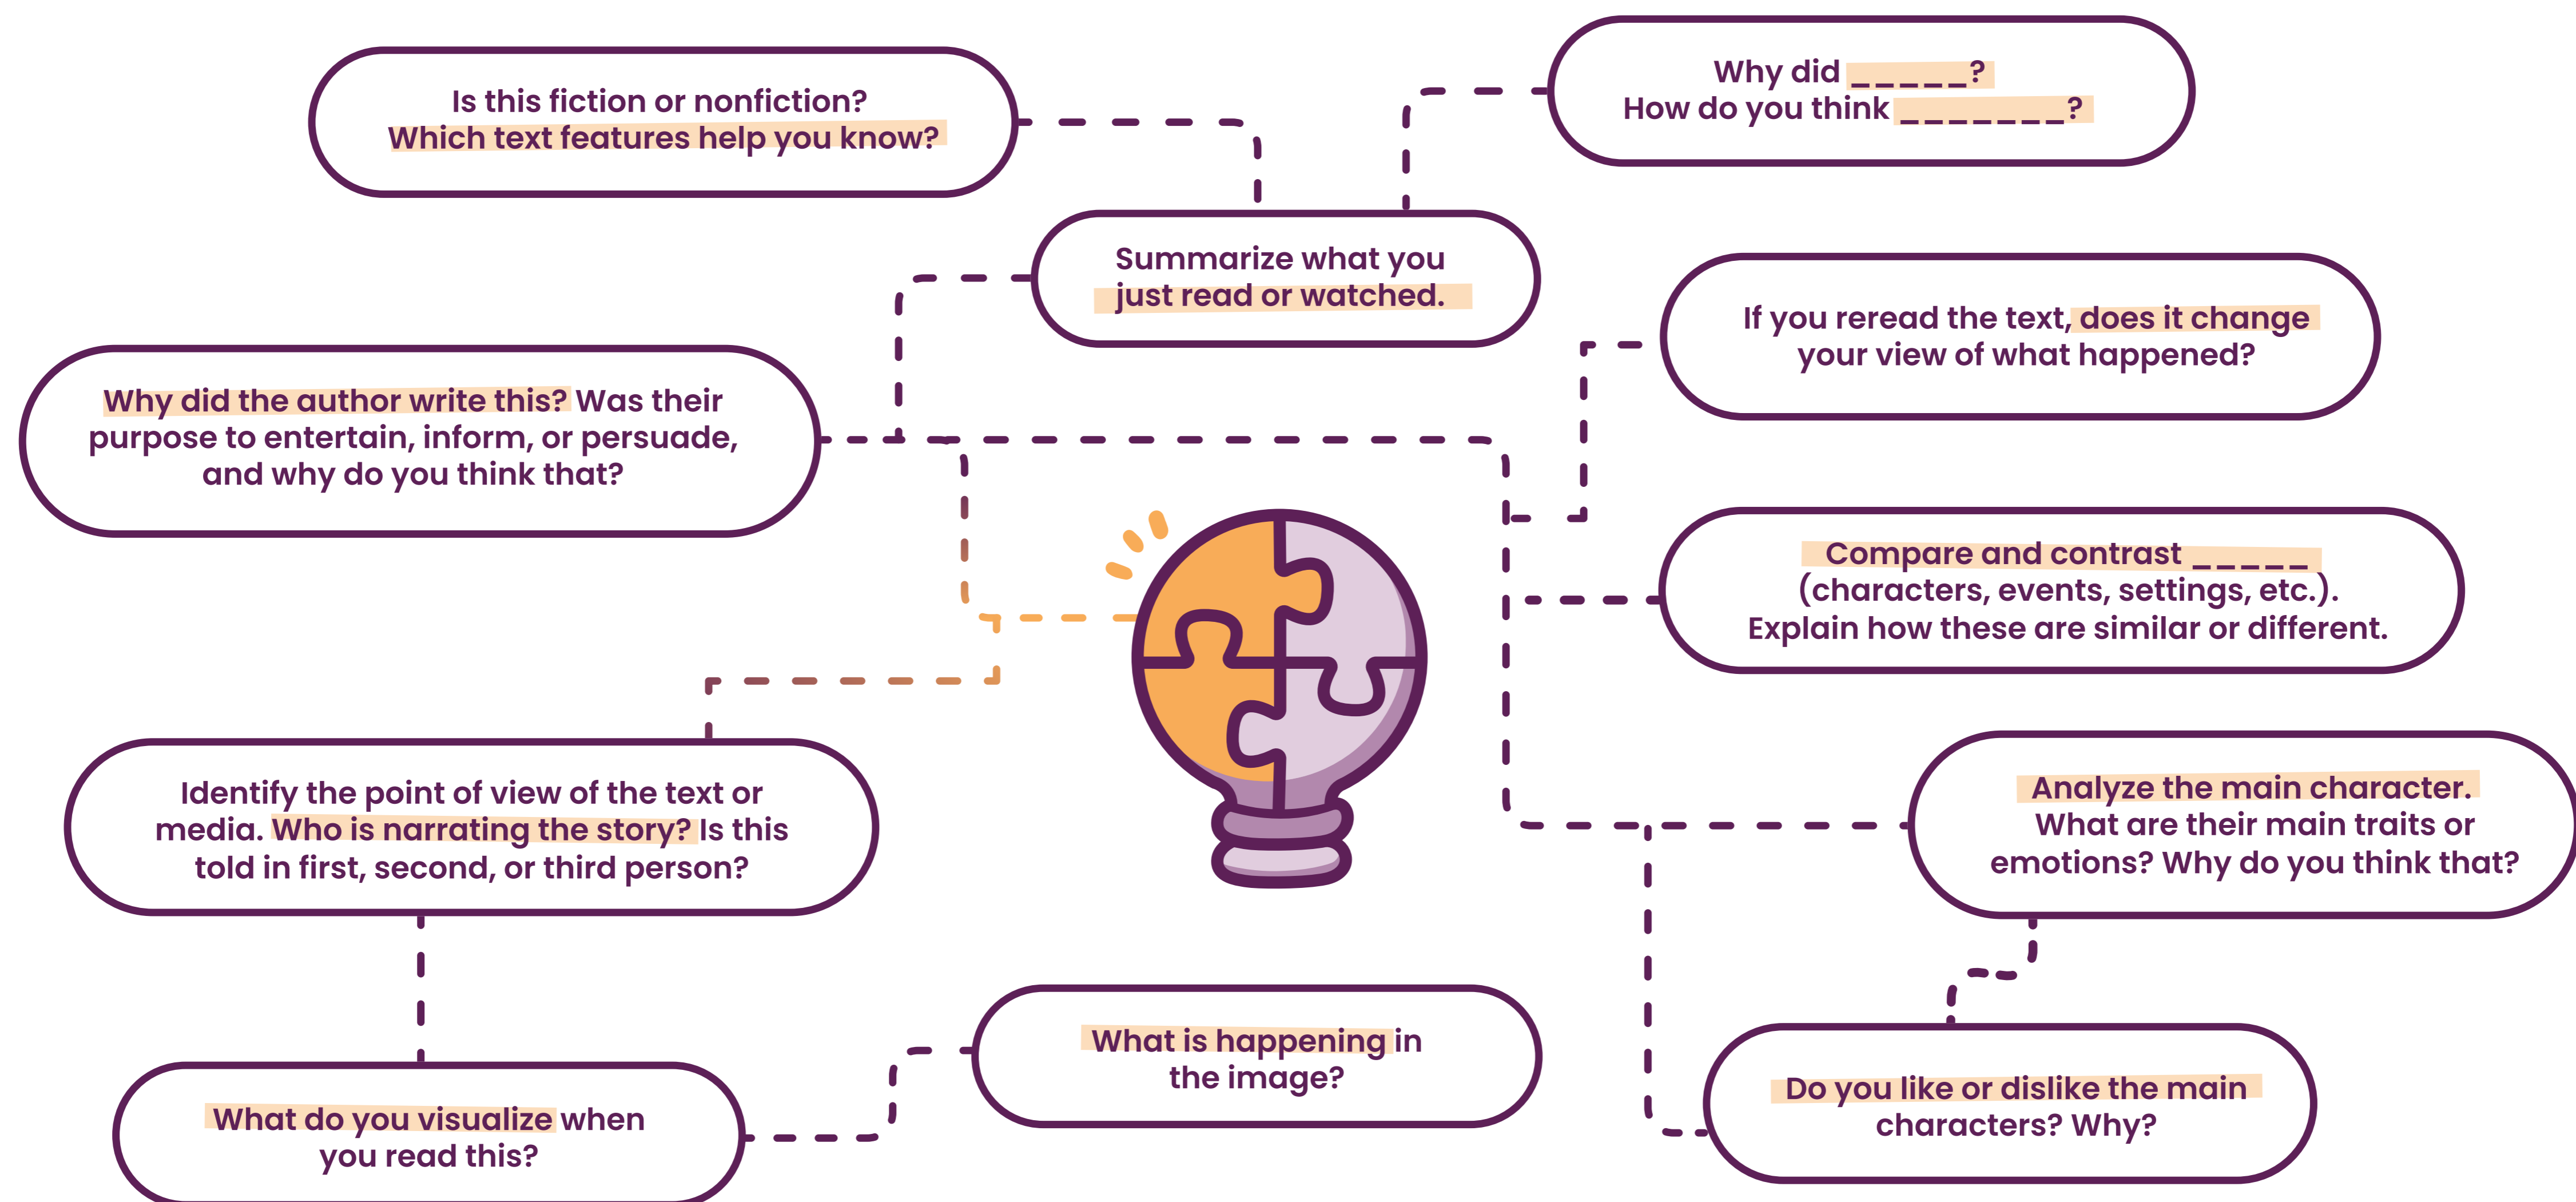 Is this fiction or nonfiction?
Which text features help you know?
Why did _____?
How do you think _______?
Summarize what you
just read or watched.
If you reread the text, does it change
your view of what happened?
Why did the author write this? Was their
purpose to entertain, inform, or persuade,
and why do you think that?
Compare and contrast _____
(characters, events, settings, etc.).
Explain how these are similar or different.
Identify the point of view of the text or
media. Who is narrating the story? Is this
told in first, second, or third person?
Analyze the main character.
What are their main traits or
emotions? Why do you think that?
What is happening in
the image?
Do you like or dislike the main
characters? Why?
What do you visualize when
you read this?